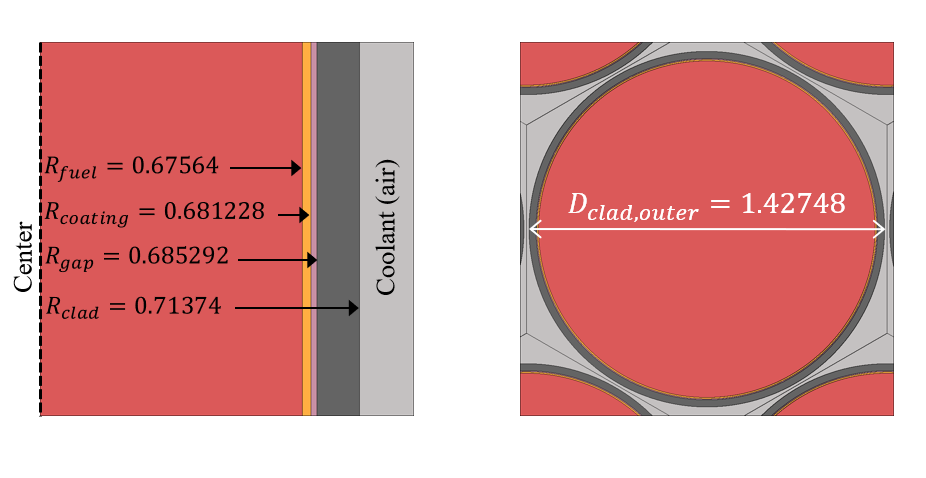 R_fuel = 0.67564
R_coating = 0.681228
R_gap = 0.685292
R_clad = 0.71374
Center
Coolant (air)
D_clad,outer = 1.42748